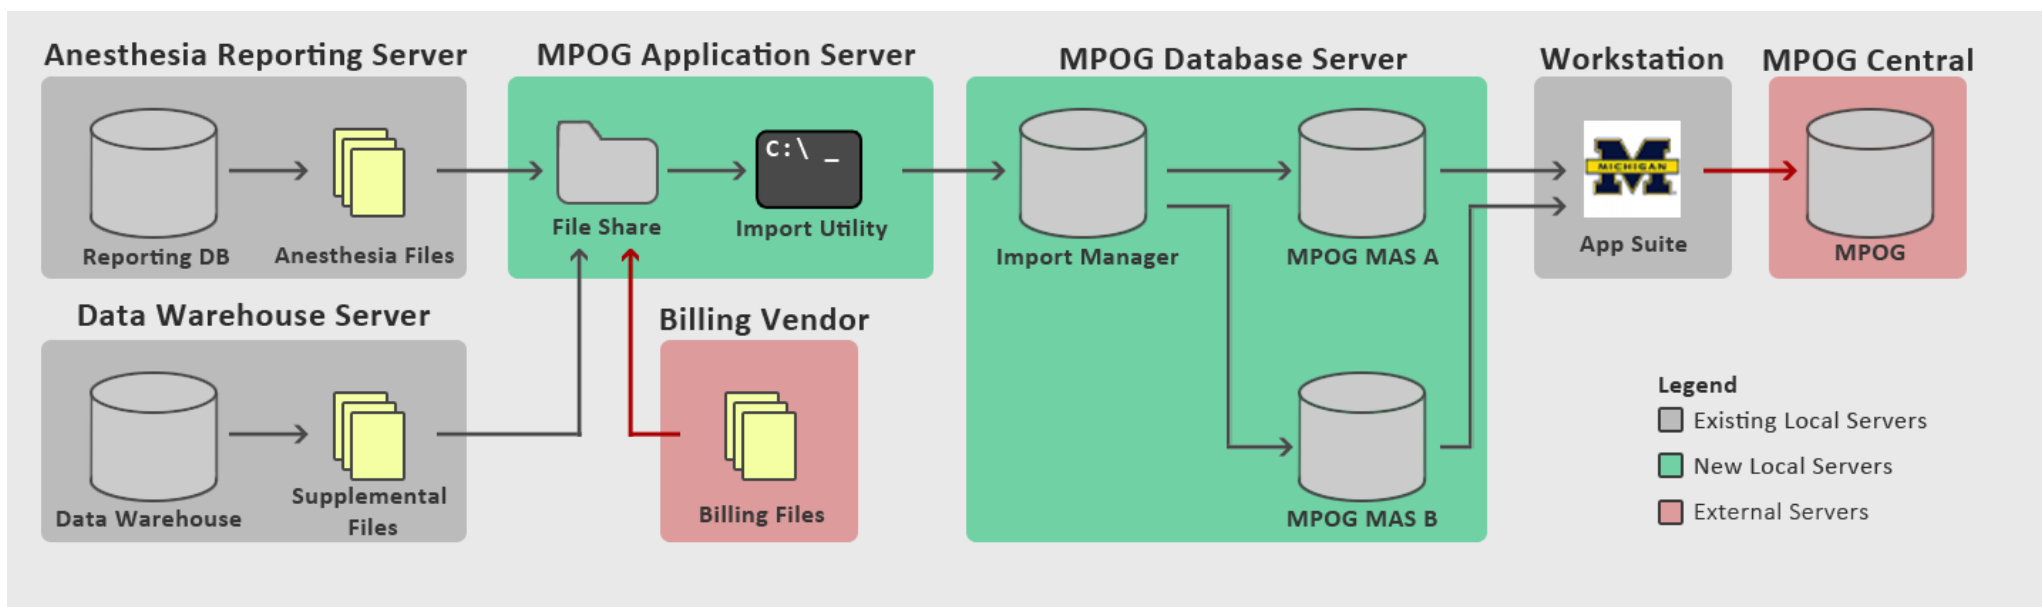 Anesthesia Reporting Server
MPOG Application Server
MPOG Database Server
Workstation
MPOG Central
Reporting DB
Anesthesia Files
File Share
C:\ _
Import Utility
Import Manager
MPOG MAS A
MICHIGAN
App Suite
MPOG
Data Warehouse Server
Billing Vendor
Data Warehouse
Supplemental
Files
Billing Files
MPOG MAS B
Legend
Existing Local Servers
New Local Servers
External Servers